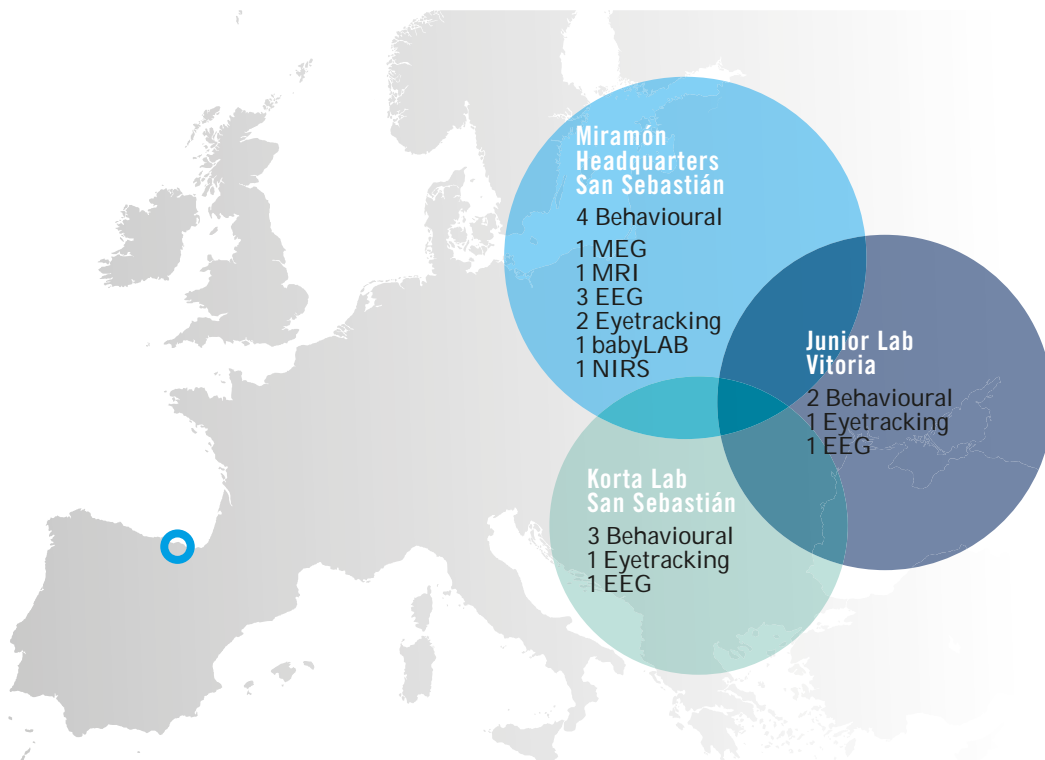 Miramón
Headquarters
San Sebastián
4 Behavioural
1 MEG
1 MRI
3 EEG
2 Eyetracking
1 babyLAB
1 NIRS
Junior Lab
Vitoria
2 Behavioural
1 Eyetracking
1 EEG
Korta Lab
San Sebastián
3 Behavioural
1 Eyetracking
1 EEG